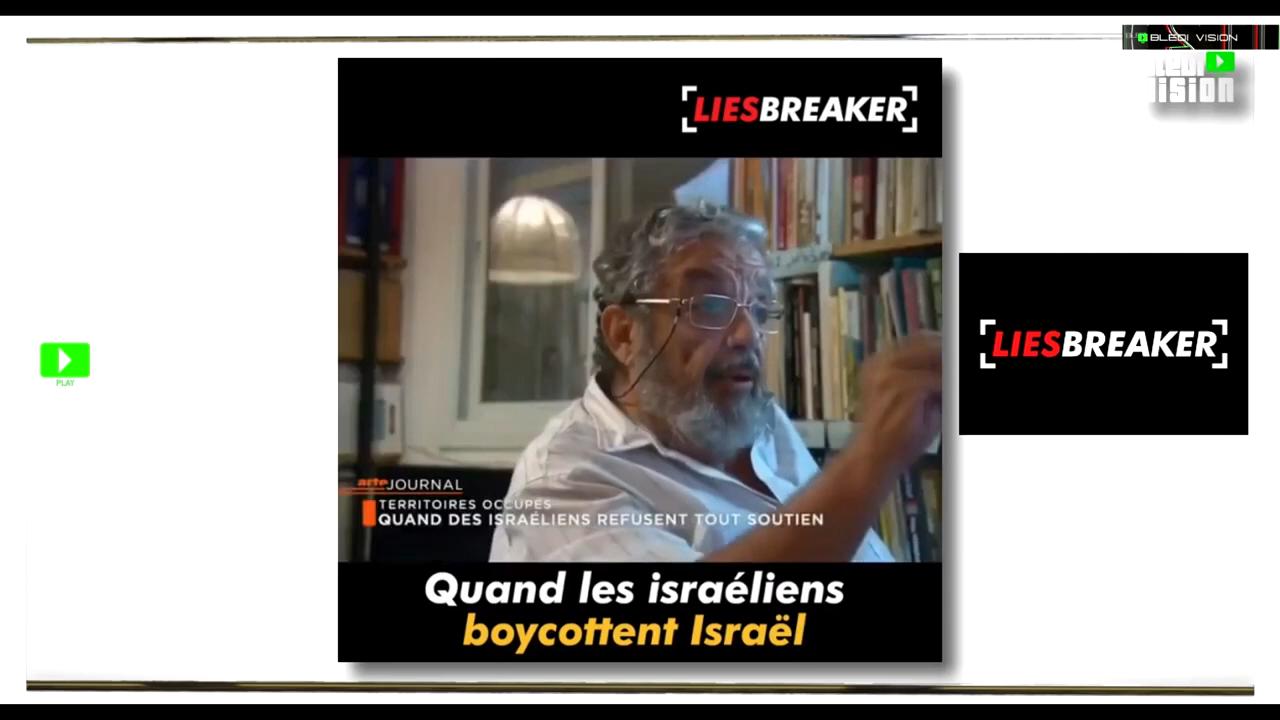 BLEDI VISION
LIESBREAKER
PLAY
LIESBREAKER
arte JOURNAL
TERRITOIRES OCCUPÉS
QUAND DES ISRAÉLIENS REFUSENT TOUT SOUTIEN
Quand les israéliens
boycottent Israël